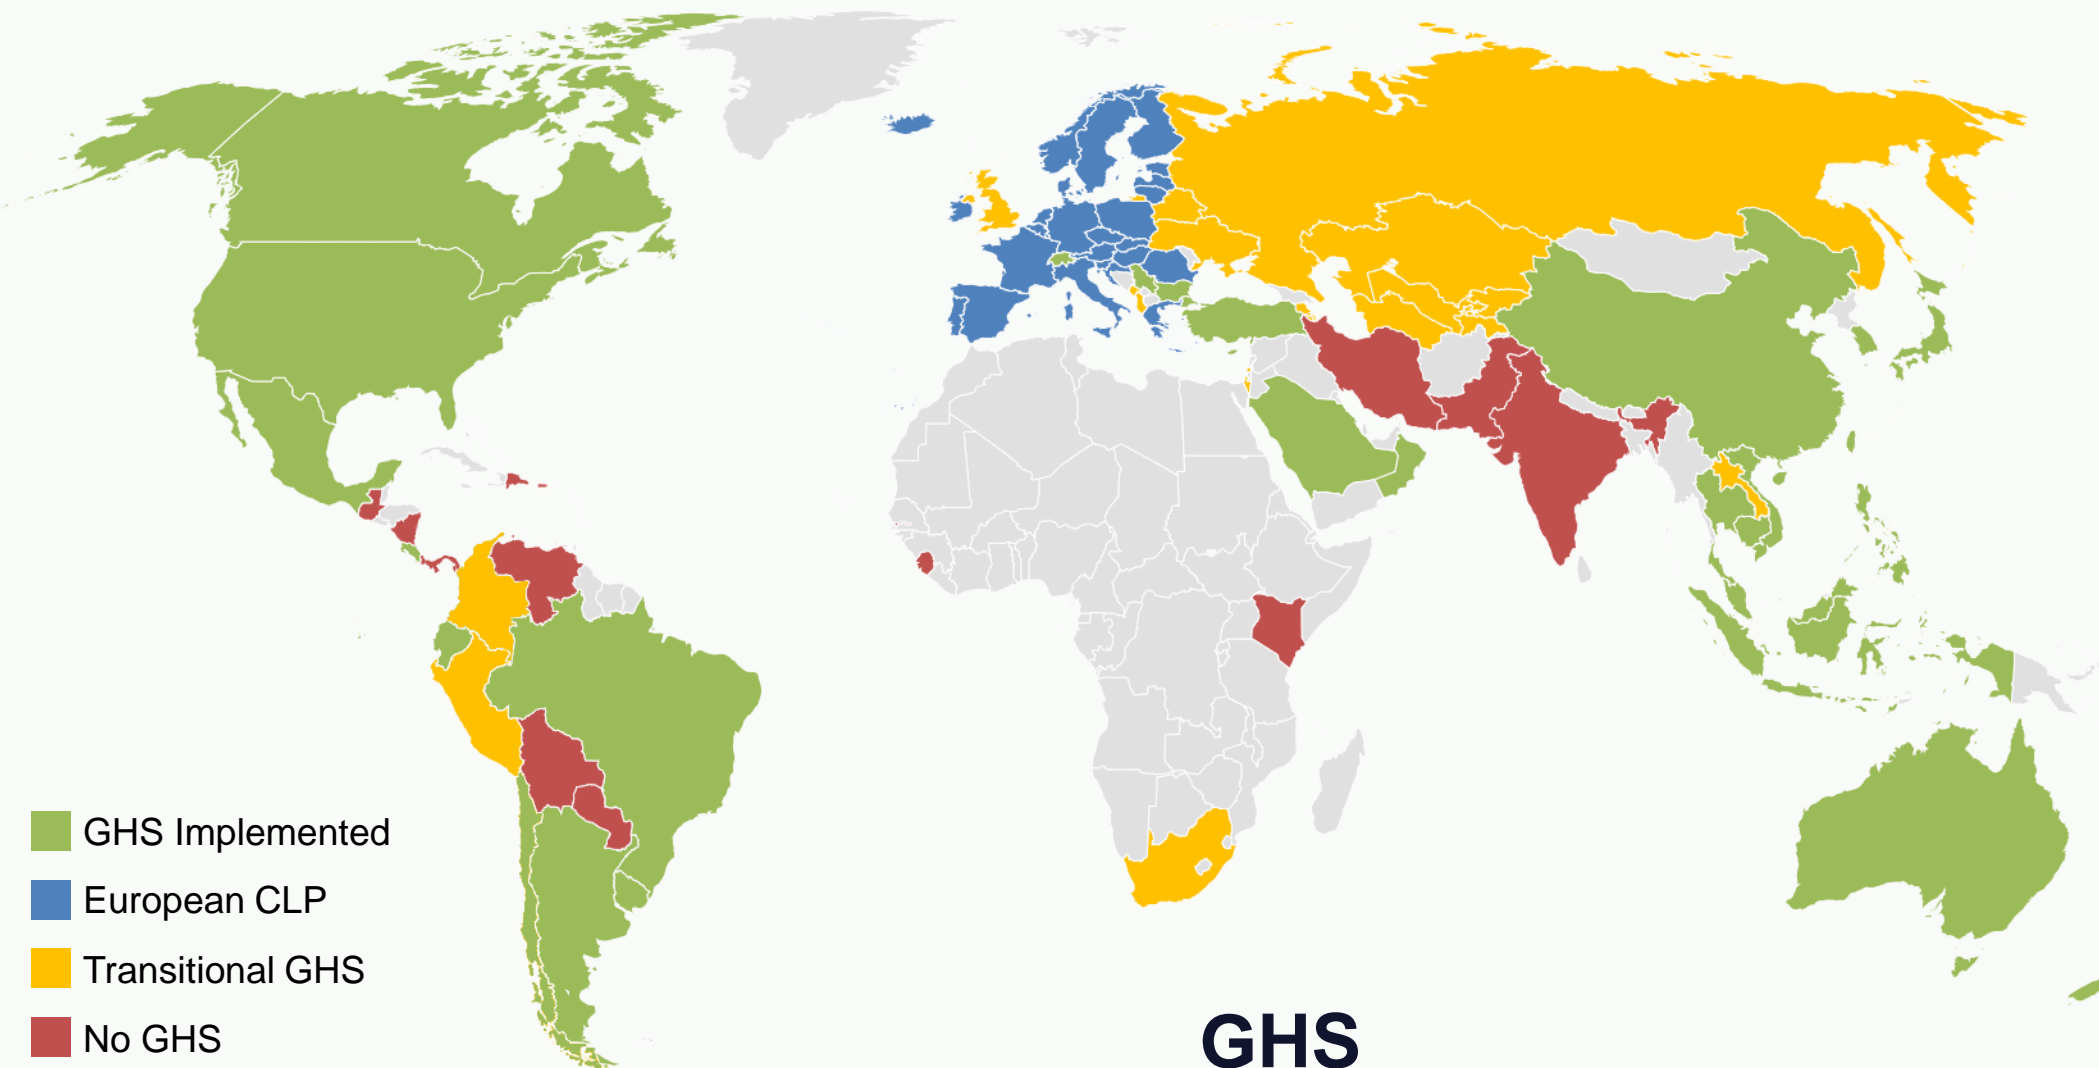 GHS Implemented
European CLP
Transitional GHS
No GHS
GHS